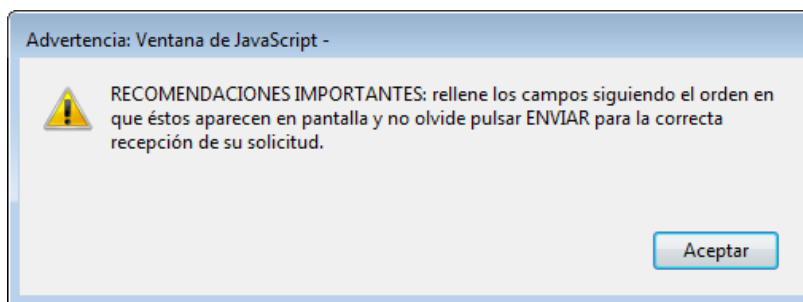 Advertencia: Ventana de JavaScript -
RECOMENDACIONES IMPORTANTES: rellene los campos siguiendo el orden en
que éstos aparecen en pantalla y no olvide pulsar ENVIAR para la correcta
recepción de su solicitud.
Aceptar